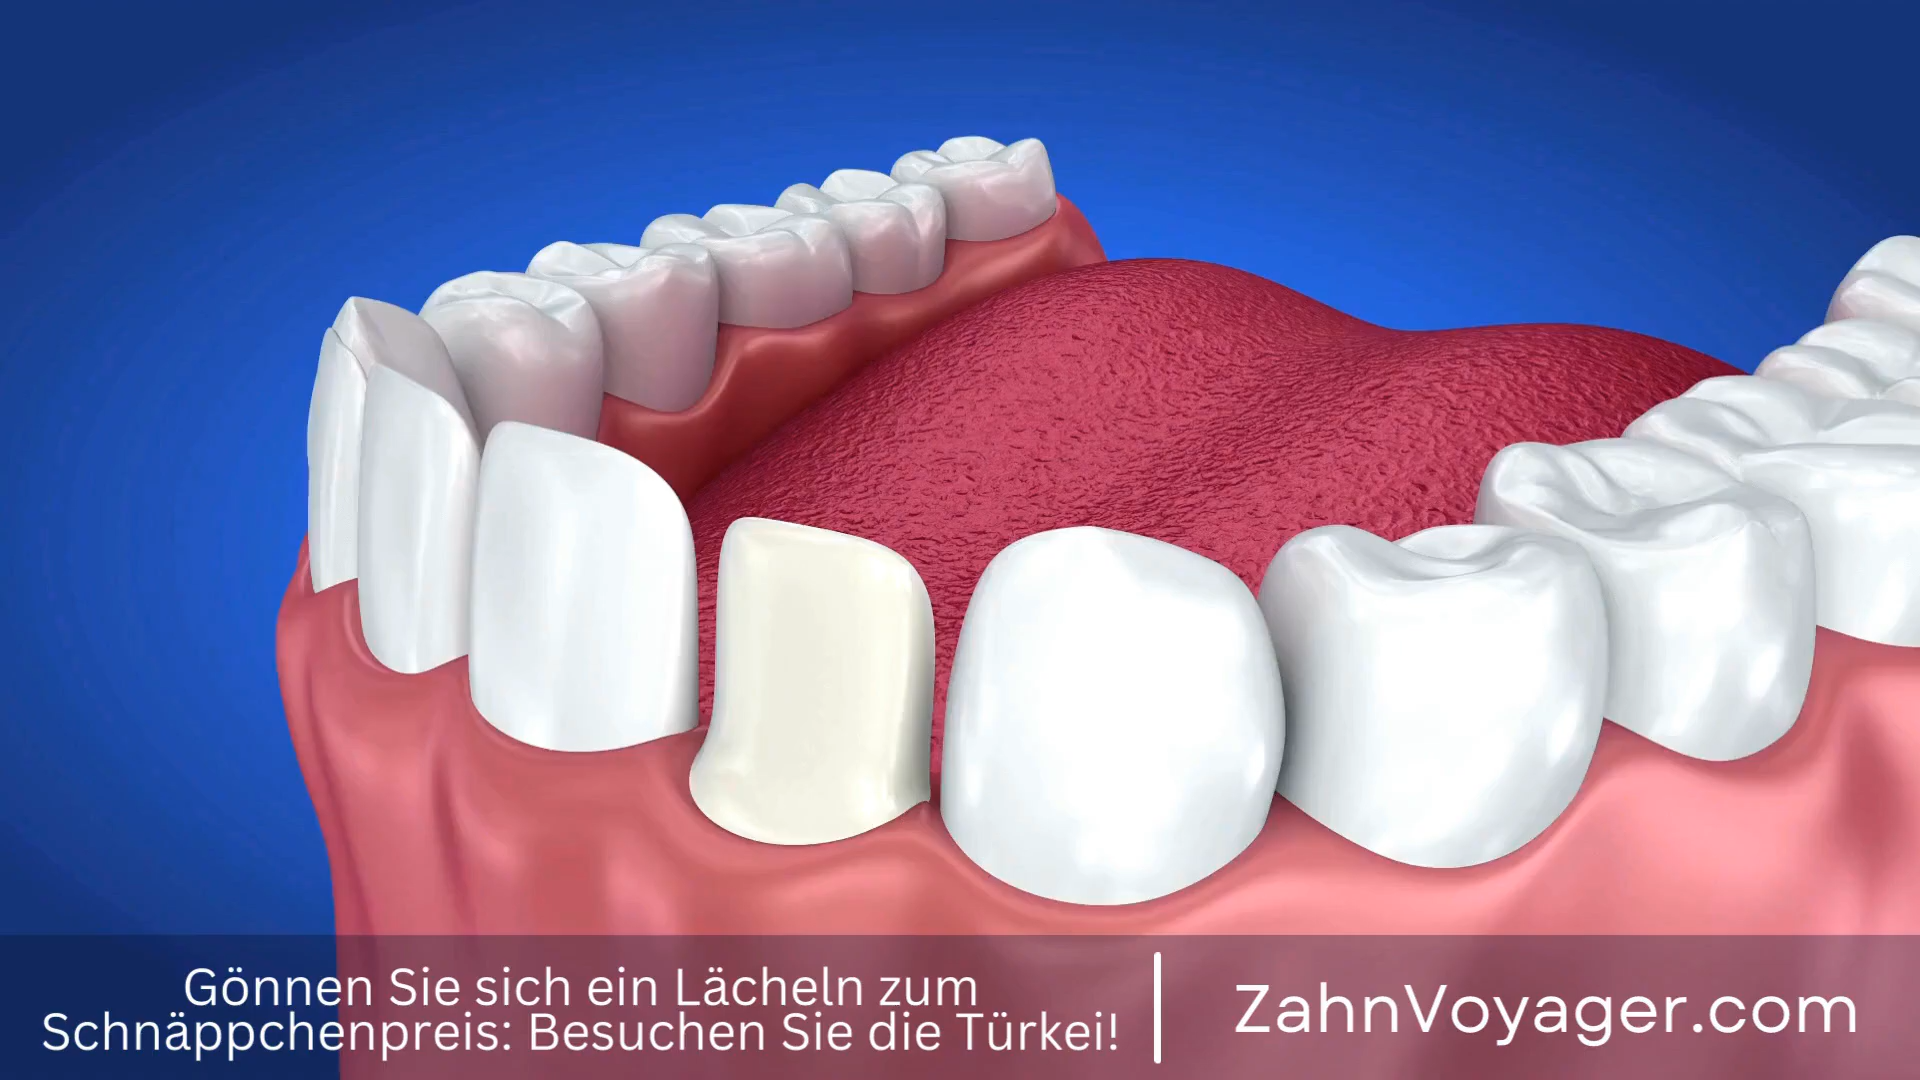 Gönnen Sie sich ein Lächeln zum
Schnäppchenpreis: Besuchen Sie die Türkei!
ZahnVoyager.com